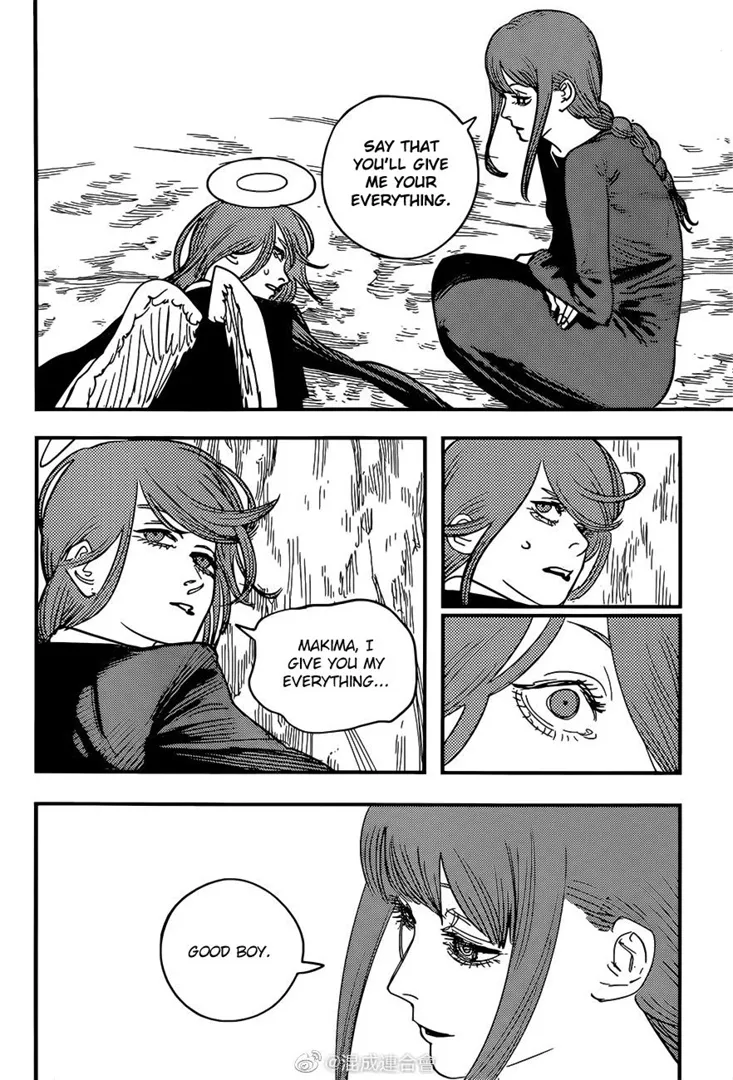 SAY THAT
YOU'LL GIVE
ME YOUR
EVERYTHING.
MAKIMA, I
GIVE YOU MY
EVERYTHING...
GOOD BOY.
@混成連合會